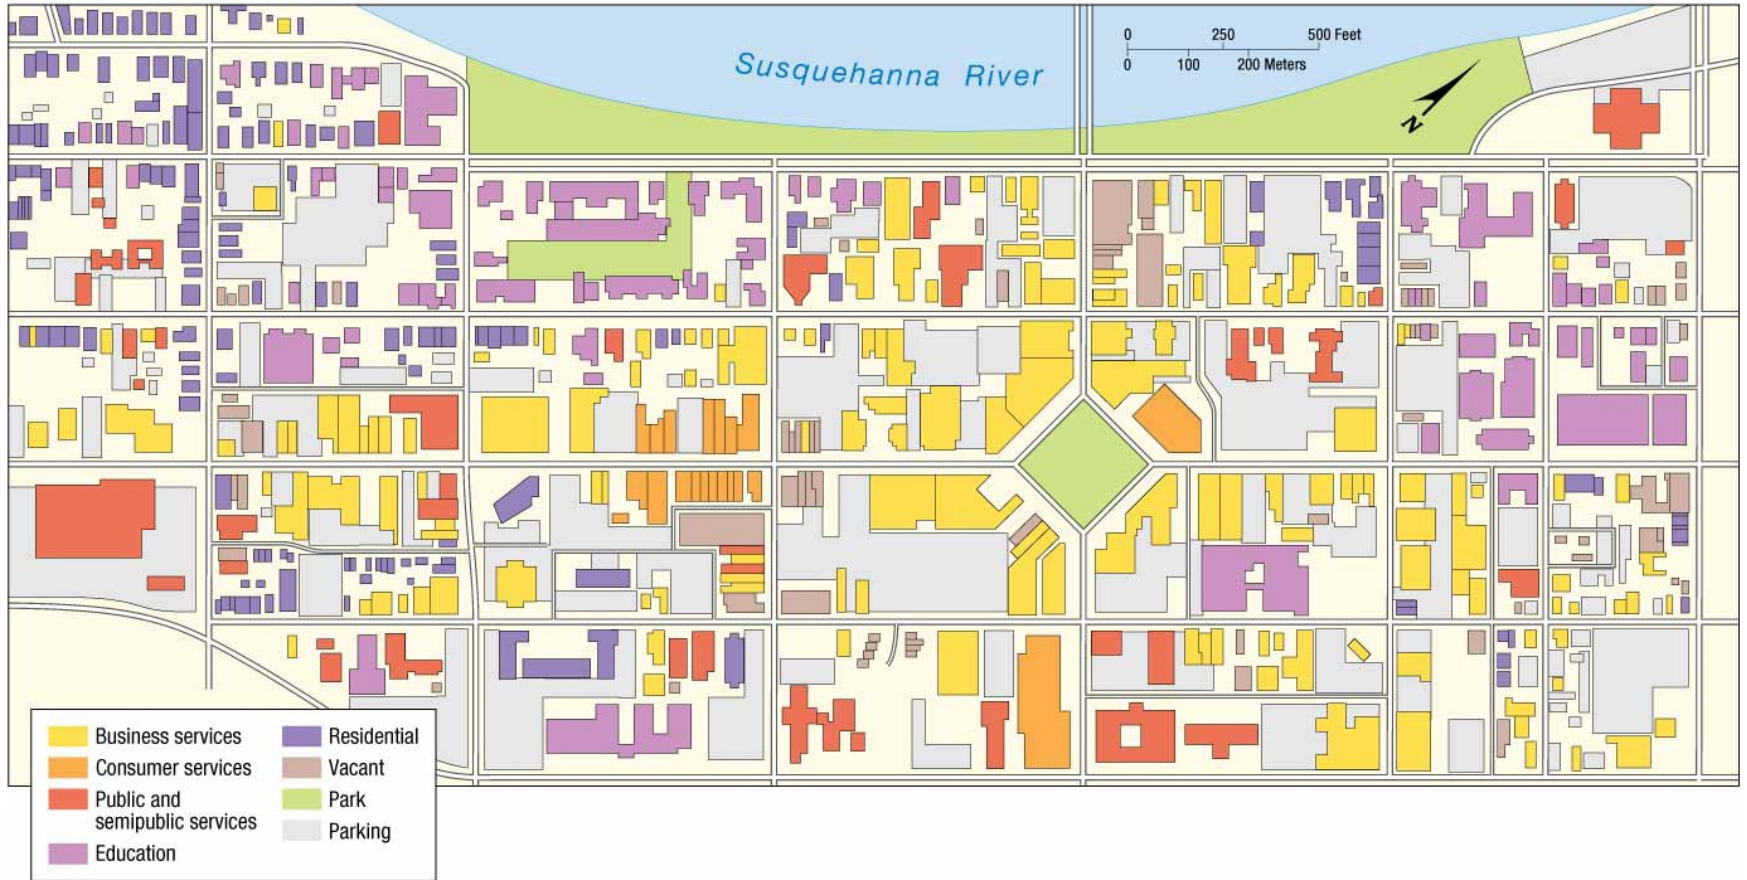 Susquehanna River
0 250 500 Feet
0 100 200 Meters
N
Business services
Consumer services
Public and
semipublic services
Education
Residential
Vacant
Park
Parking